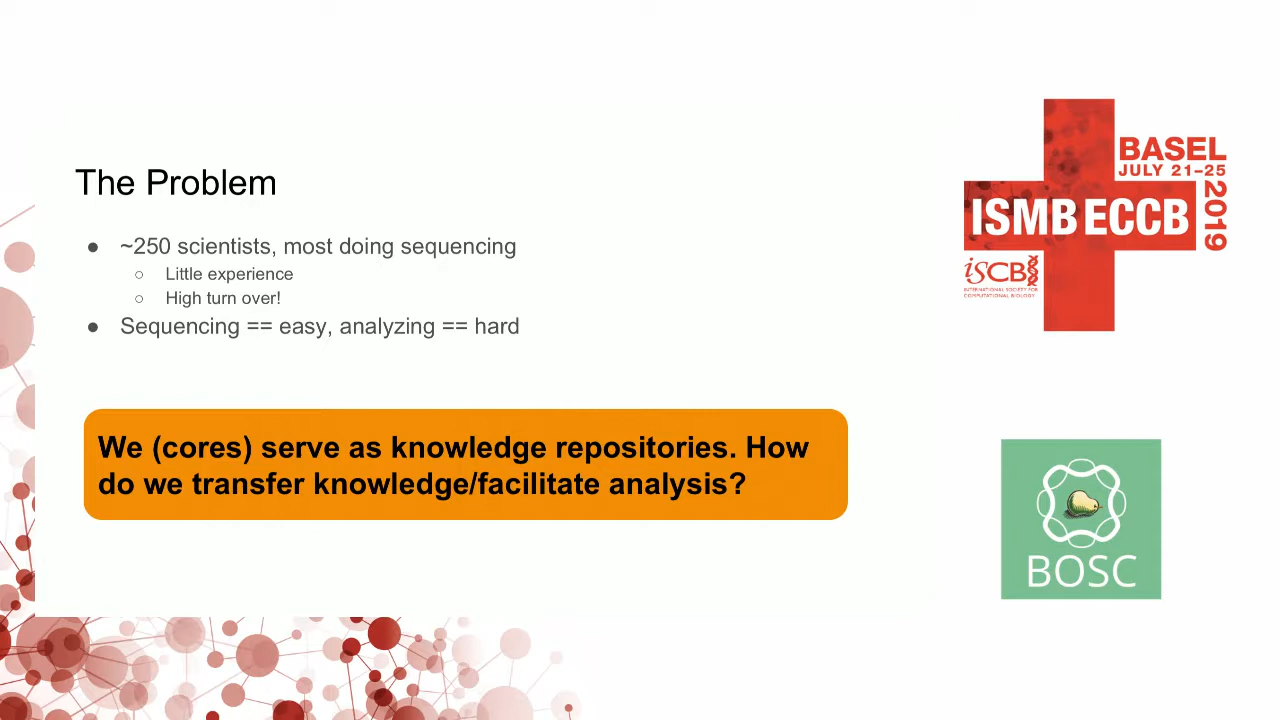 The Problem
● ~250 scientists, most doing sequencing
○ Little experience
○ High turn over!
● Sequencing == easy, analyzing == hard
We (cores) serve as knowledge repositories. How
do we transfer knowledge/facilitate analysis?
BASEL
JULY 21–25
2019
ISMB ECCB
iSCB
INTERNATIONAL SOCIETY FOR
COMPUTATIONAL BIOLOGY
BOSC